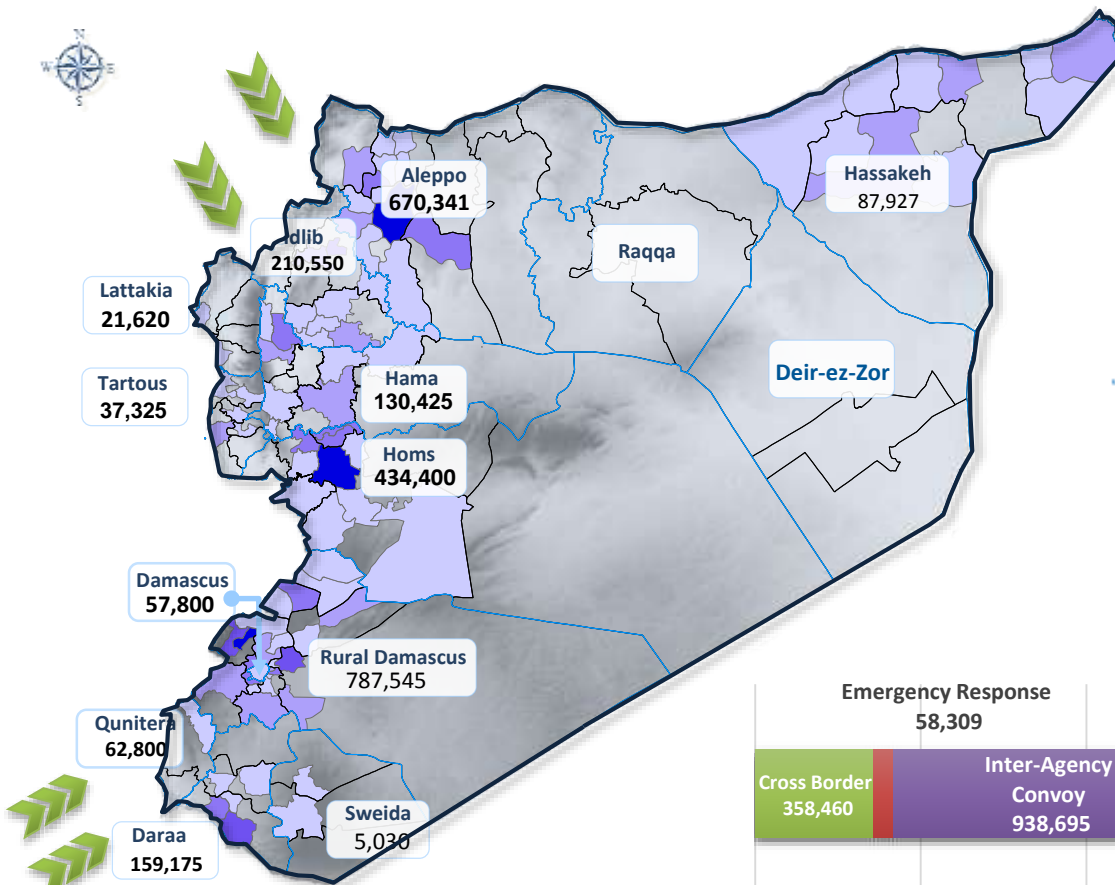 N
W E
S
Aleppo
670,341
Hassakeh
87,927
Idlib
210,550
Raqqa
Lattakia
21,620
Deir-ez-Zor
Tartous
37,325
Hama
130,425
Homs
434,400
Damascus
57,800
Rural Damascus
787,545
Qunitera
62,800
Sweida
5,030
Daraa
159,175
Emergency Response
58,309
Cross Border
358,460
Inter-Agency
Convoy
938,695